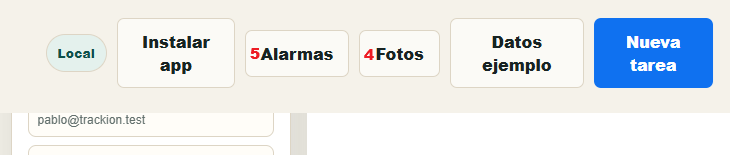 Local
Instalar
app
5Alarmas
4Fotos
Datos
ejemplo
Nueva
tarea
pablo@trackion.test